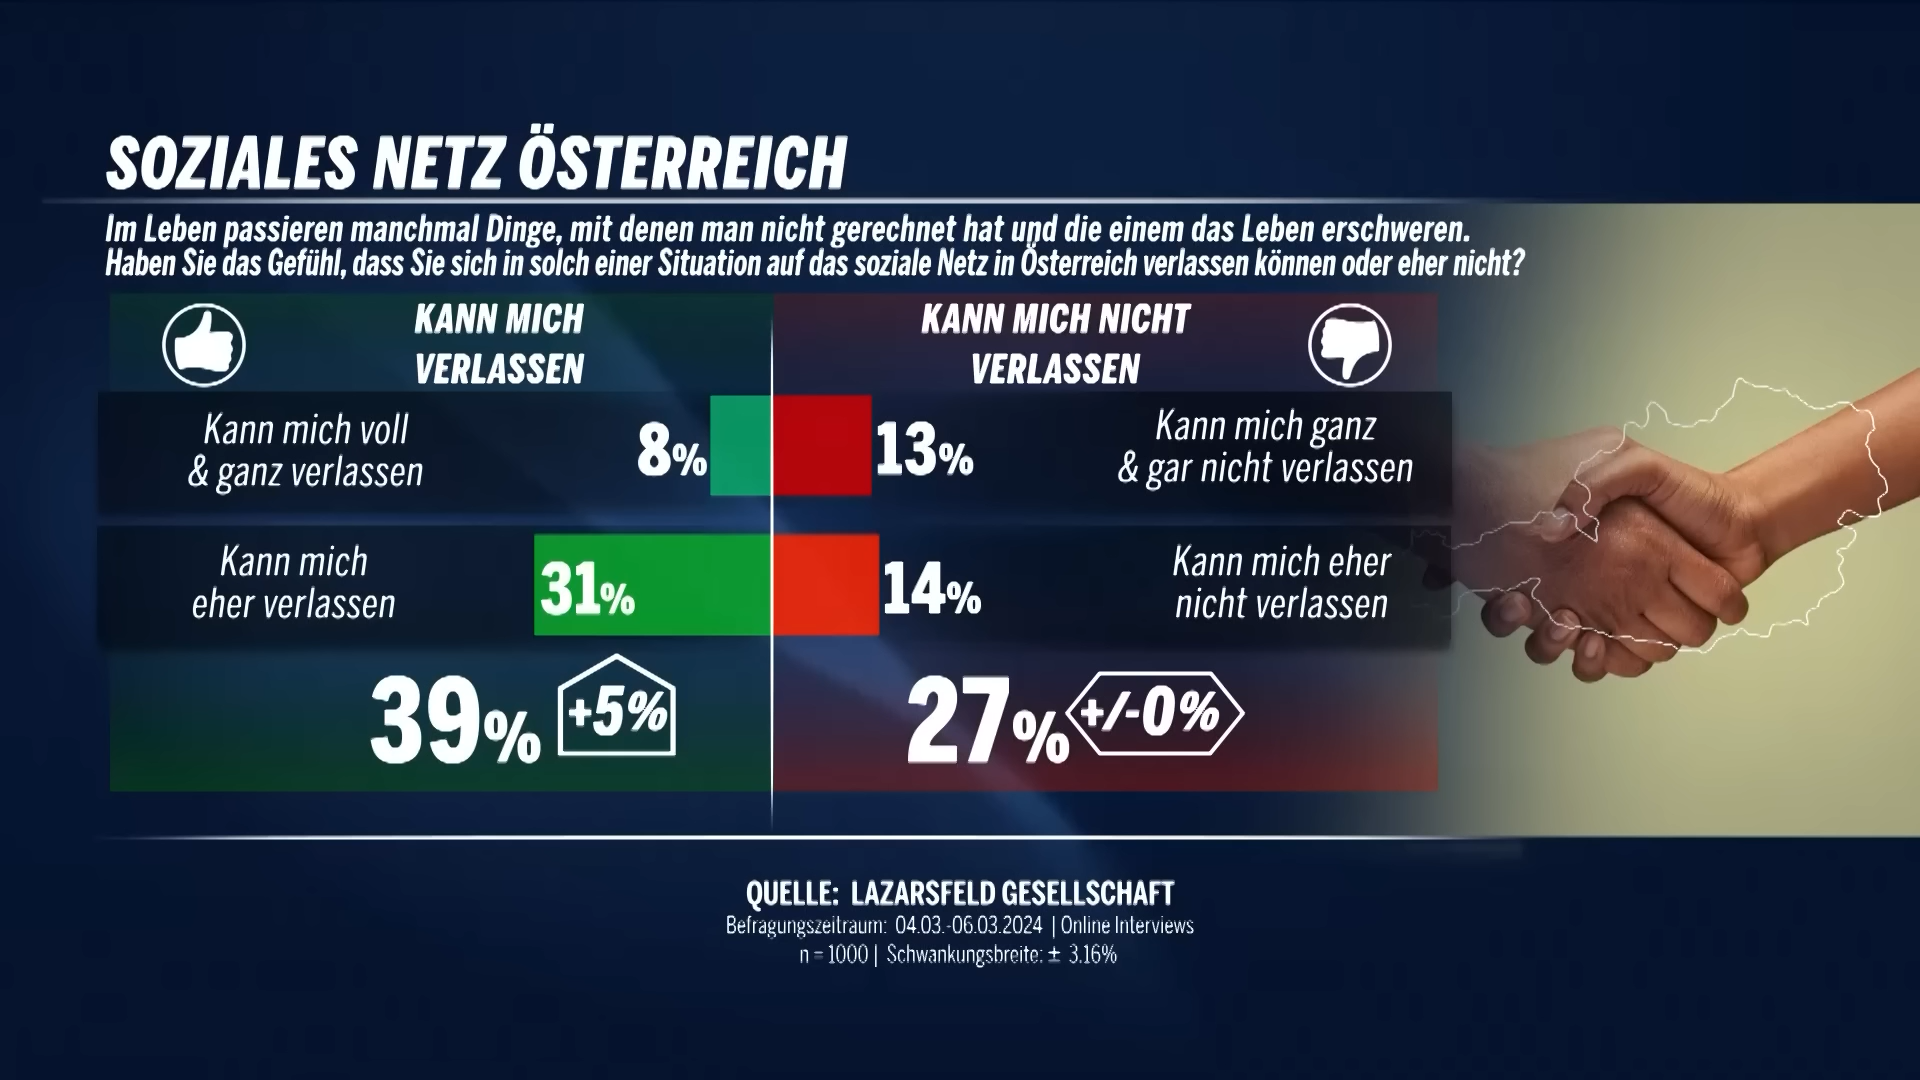 SOZIALES NETZ ÖSTERREICH
Im Leben passieren manchmal Dinge, mit denen man nicht gerechnet hat und die einem das Leben erschweren.
Haben Sie das Gefühl, dass Sie sich in solch einer Situation auf das soziale Netz in Österreich verlassen können oder eher nicht?
KANN MICH
VERLASSEN
KANN MICH NICHT
VERLASSEN
Kann mich voll
& ganz verlassen
8%
13%
Kann mich ganz
& gar nicht verlassen
Kann mich
eher verlassen
31%
14%
Kann mich eher
nicht verlassen
39%
+5%
27%
+/-0%
QUELLE: LAZARSFELD GESELLSCHAFT
Befragungszeitraum: 04.03.-06.03.2024 | Online Interviews
n = 1000 | Schwankungsbreite: ± 3.16%